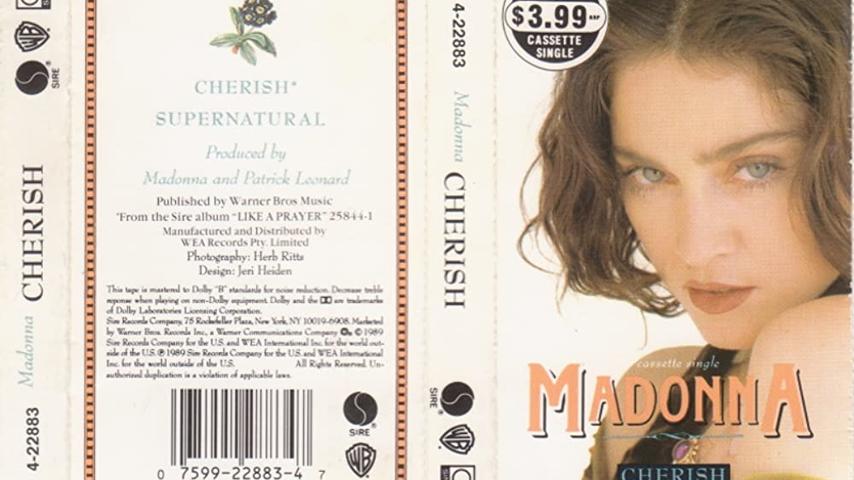 4-22883 Madonna CHERISH
SIRE®
WB
CHERISH*
SUPERNATURAL
Produced by
Madonna and Patrick Leonard
Published by Warner Bros Music
*From the Sire album "LIKE A PRAYER" 25844-1
Manufactured and Distributed by
WEA Records Pty. Limited
Photography: Herb Ritts
Design: Jeri Heiden
This tape is mastered to Dolby "B" standards for noise reduction. Decrease treble
reponse when playing on non-Dolby equipment. Dolby and the are trademarks
of Dolby Laboratories Licensing Corporation.
Sire Records Company, 75 Rockefeller Plaza, New York, NY 10019-6908. Marketed
by Warner Bros. Records Inc., a Warner Communications Company © 1989
Sire Records Company for the U.S. and WEA International Inc. for the world out-
side of the U.S. ℗ 1989 Sire Records Company for the U.S. and WEA International
Inc. for the world outside of the U.S. All Rights Reserved. Un-
authorized duplication is a violation of applicable laws.
0 7599-22883-4 7
SIRE®
WB
4-22883
Madonna CHERISH
SIRE®
WB
$3.99
CASSETTE
SINGLE
cassette single
MADONNA
CHERISH